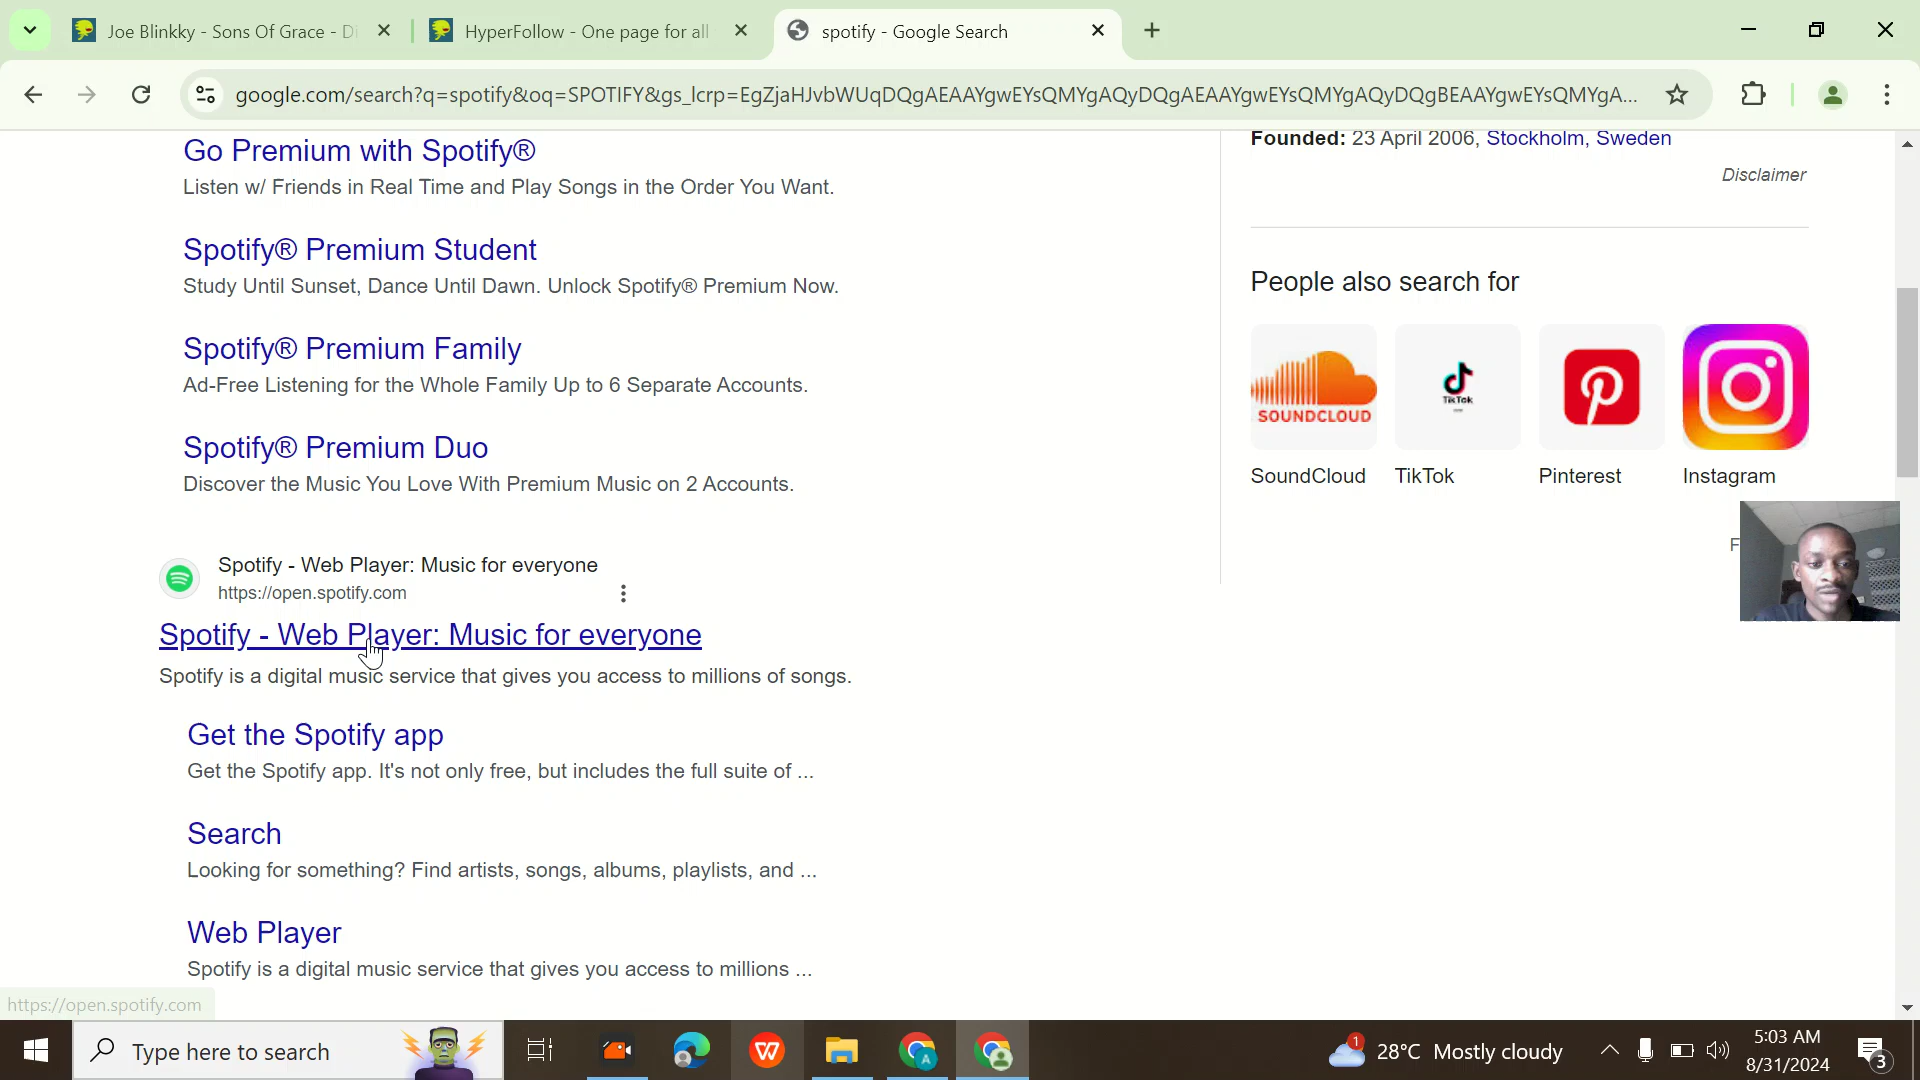 Joe Blinkky - Sons Of Grace - Di
HyperFollow - One page for all
spotify - Google Search
google.com/search?q=spotify&oq=SPOTIFY&gs_lcrp=EgZjaHJvbWUqDQgAEAAYgwEYsQMYgAQyDQgAEAAYgwEYsQMYgAQyDQgBEAAYgwEYsQMYgA...
Go Premium with Spotify®
Listen w/ Friends in Real Time and Play Songs in the Order You Want.
Spotify® Premium Student
Study Until Sunset, Dance Until Dawn. Unlock Spotify® Premium Now.
Spotify® Premium Family
Ad-Free Listening for the Whole Family Up to 6 Separate Accounts.
Spotify® Premium Duo
Discover the Music You Love With Premium Music on 2 Accounts.
Spotify - Web Player: Music for everyone
https://open.spotify.com
Spotify - Web Player: Music for everyone
Spotify is a digital music service that gives you access to millions of songs.
Get the Spotify app
Get the Spotify app. It's not only free, but includes the full suite of ...
Search
Looking for something? Find artists, songs, albums, playlists, and ...
Web Player
Spotify is a digital music service that gives you access to millions ...
Founded: 23 April 2006, Stockholm, Sweden
Disclaimer
People also search for
SOUNDCLOUD
TikTok
SoundCloud TikTok Pinterest Instagram
F
https://open.spotify.com
Type here to search
W
A
1
28°C Mostly cloudy
5:03 AM
8/31/2024
3